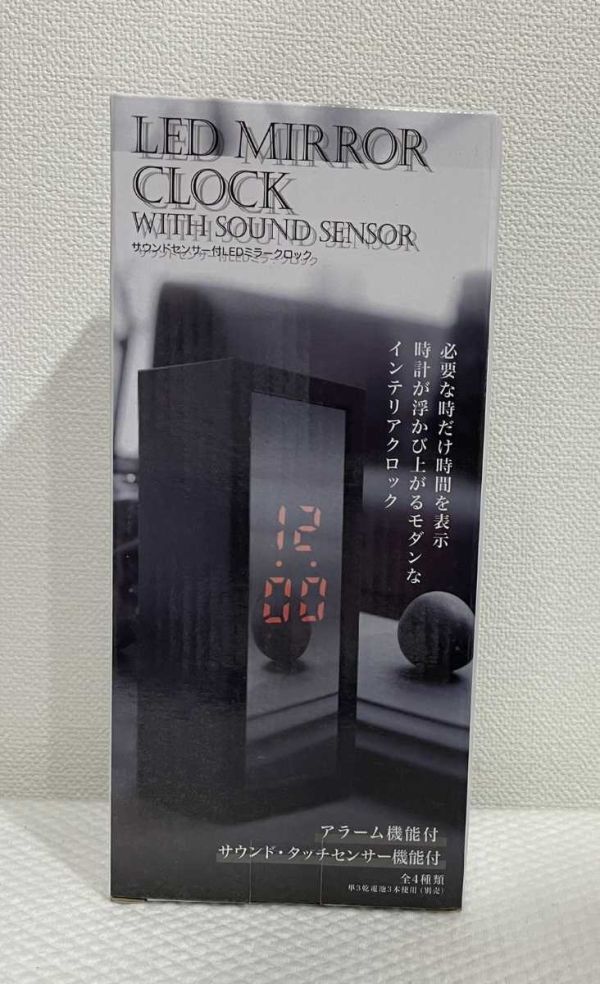 LED MIRROR
CLOCK
WITH SOUND SENSOR
サウンドセンサー付LEDミラークロック
必要な時だけ時間を表示
時計が浮かび上がるモダンな
インテリアクロック
12
:
00
アラーム機能付
サウンド・タッチセンサー機能付
全4種類
単3乾電池3本使用(別売)